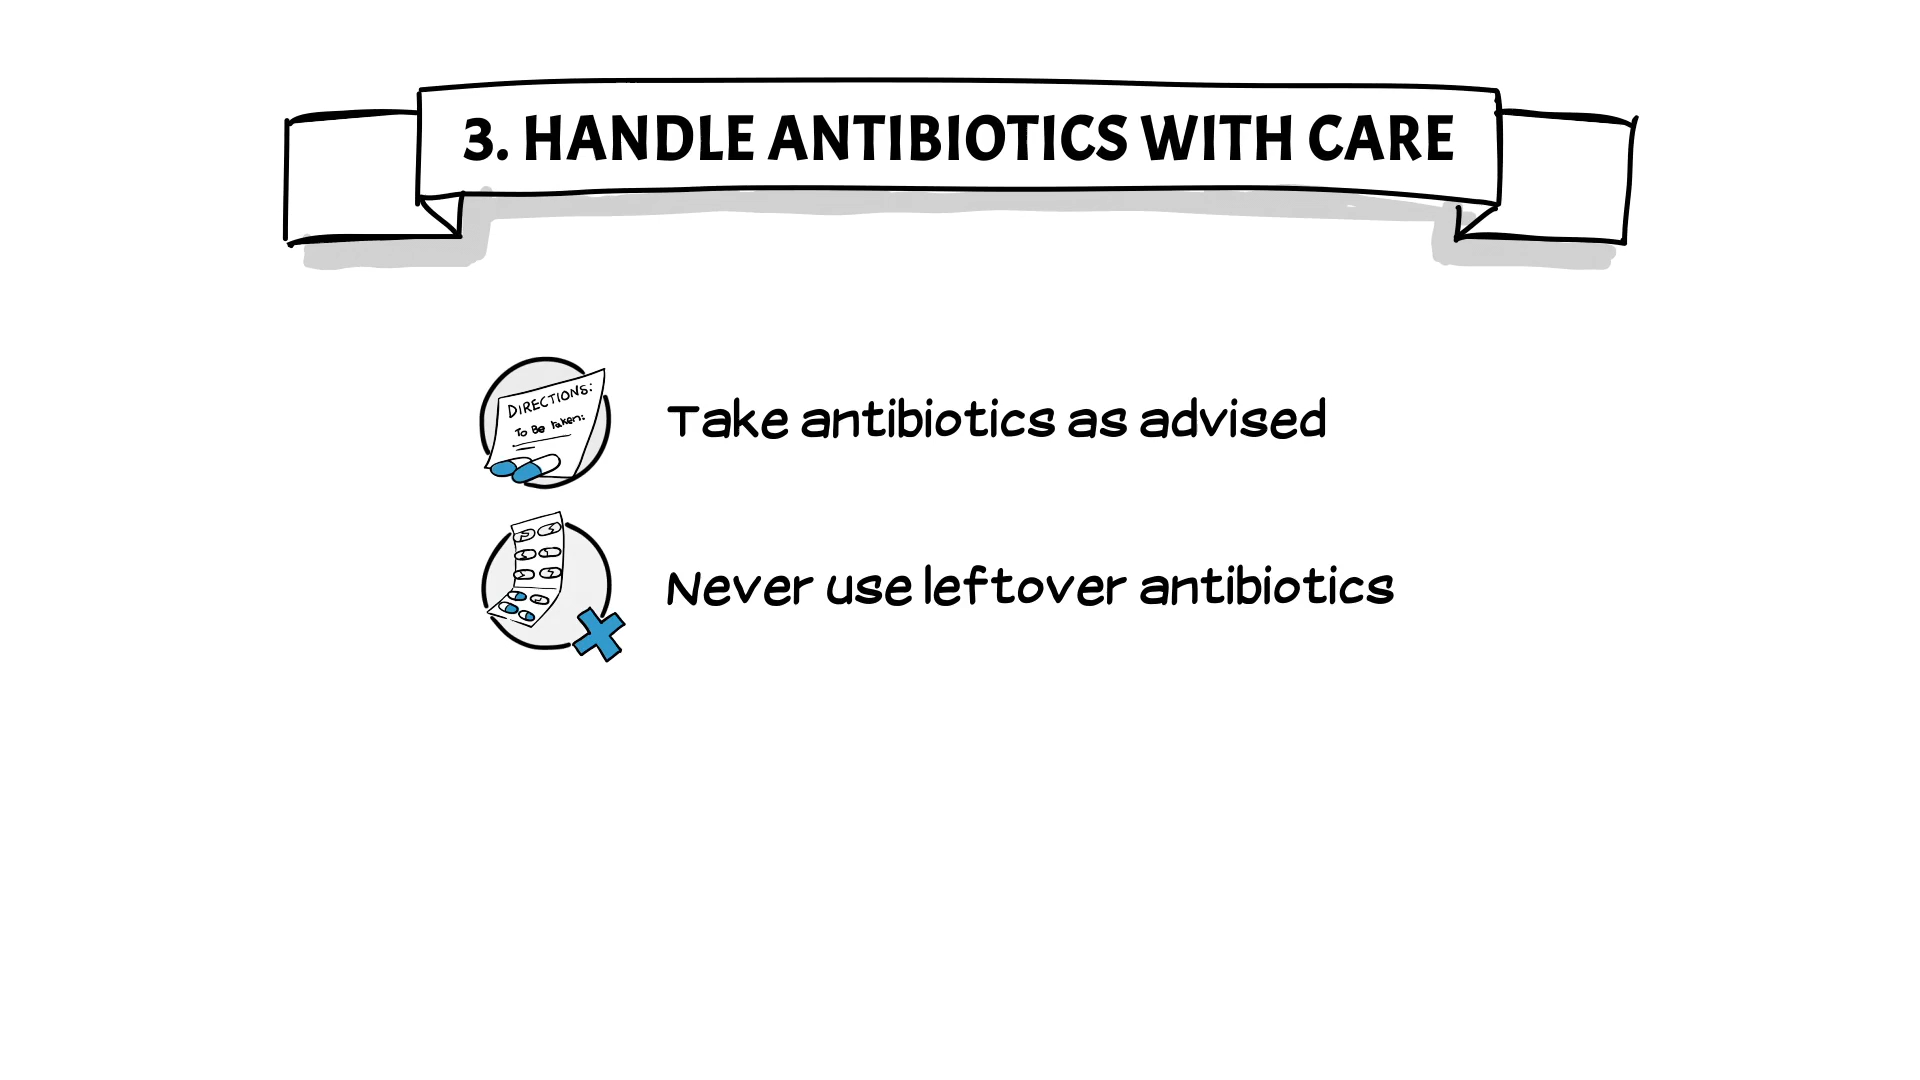 3. HANDLE ANTIBIOTICS WITH CARE
DIRECTIONS:
To Be taken:
Take antibiotics as advised
Never use leftover antibiotics